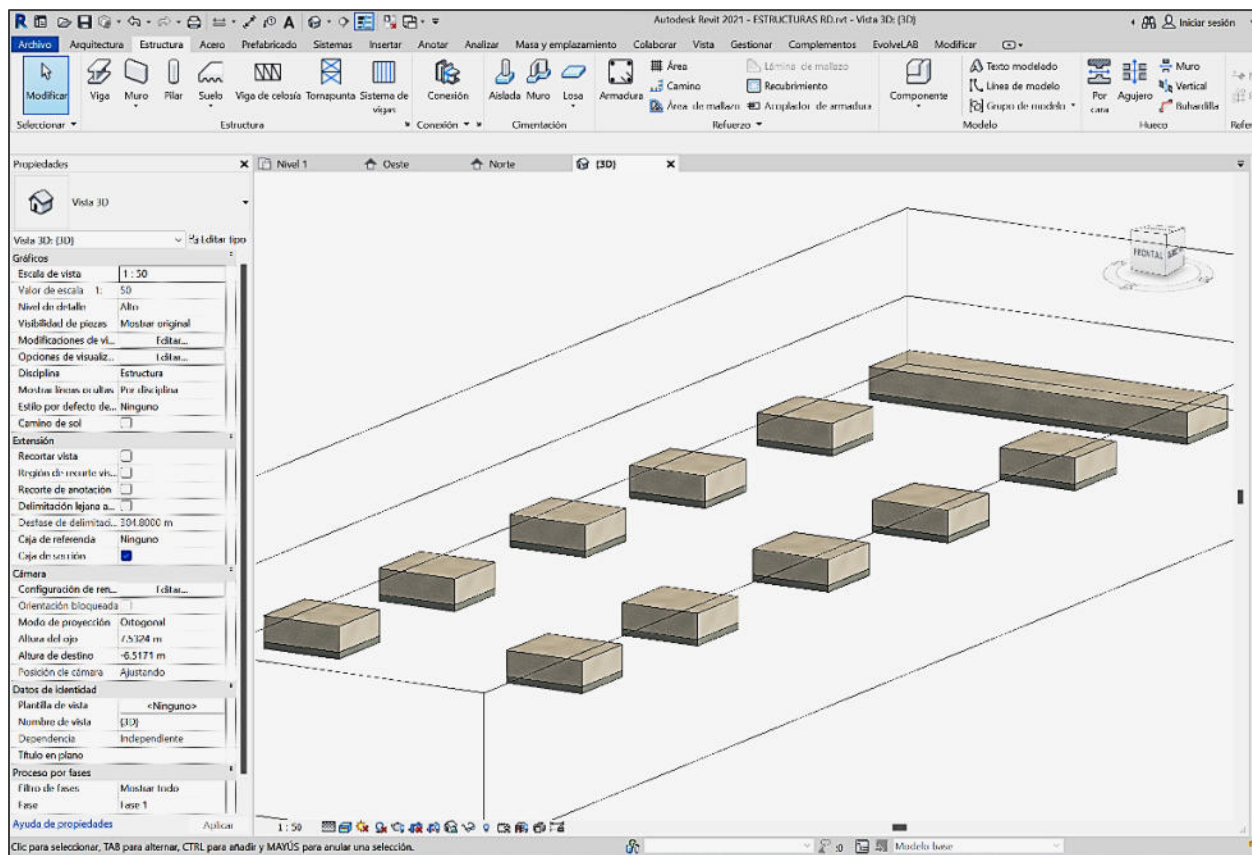 Autodesk Revit 2021 - ESTRUCTURAS RD.rvt - Vista 3D: {3D}
Iniciar sesión
Archivo Arquitectura Estructura Acero Prefabricado Sistemas Insertar Anotar Analizar Masa y emplazamiento Colaborar Vista Gestionar Complementos EvolveLAB Modificar
Modificar
Viga Muro Pilar Suelo Viga de celosía Tornapunta Sistema de vigas
Conexión
Aislada Muro Losa
Armadura
Área
Camino
Área de mallazo
Lámina de mallazo
Recubrimiento
Acoplador de armadura
Componente
Texto modelado
Línea de modelo
Grupo de modelo
Por cara
Agujero
Muro
Vertical
Buhardilla
Seleccionar Estructura Conexión Cimentación Refuerzo Modelo Hueco Refer
Propiedades
Nivel 1 Oeste Norte {3D}
Vista 3D
Vista 3D: {3D} Editar tipo
Gráficos
Escala de vista 1 : 50
Valor de escala 1: 50
Nivel de detalle Alto
Visibilidad de piezas Mostrar original
Modificaciones de vi... Editar...
Opciones de visualiz... Editar...
Disciplina Estructura
Mostrar líneas ocultas Por disciplina
Estilo por defecto de... Ninguno
Camino de sol
Extensión
Recortar vista
Región de recorte vis...
Recorte de anotación
Delimitación lejana a...
Desfase de delimitaci... 304.8000 m
Caja de referencia Ninguno
Caja de sección
Cámara
Configuración de ren... Editar...
Orientación bloqueada
Modo de proyección Ortogonal
Altura del ojo 7.5324 m
Altura de destino -6.5171 m
Posición de cámara Ajustando
Datos de identidad
Plantilla de vista <Ninguno>
Nombre de vista {3D}
Dependencia Independiente
Título en plano
Proceso por fases
Filtro de fases Mostrar todo
Fase Fase 1
Ayuda de propiedades Aplicar
FRONTAL
1 : 50
Clic para seleccionar, TAB para alternar, CTRL para añadir y MAYÚS para anular una selección.
:0
Modelo base